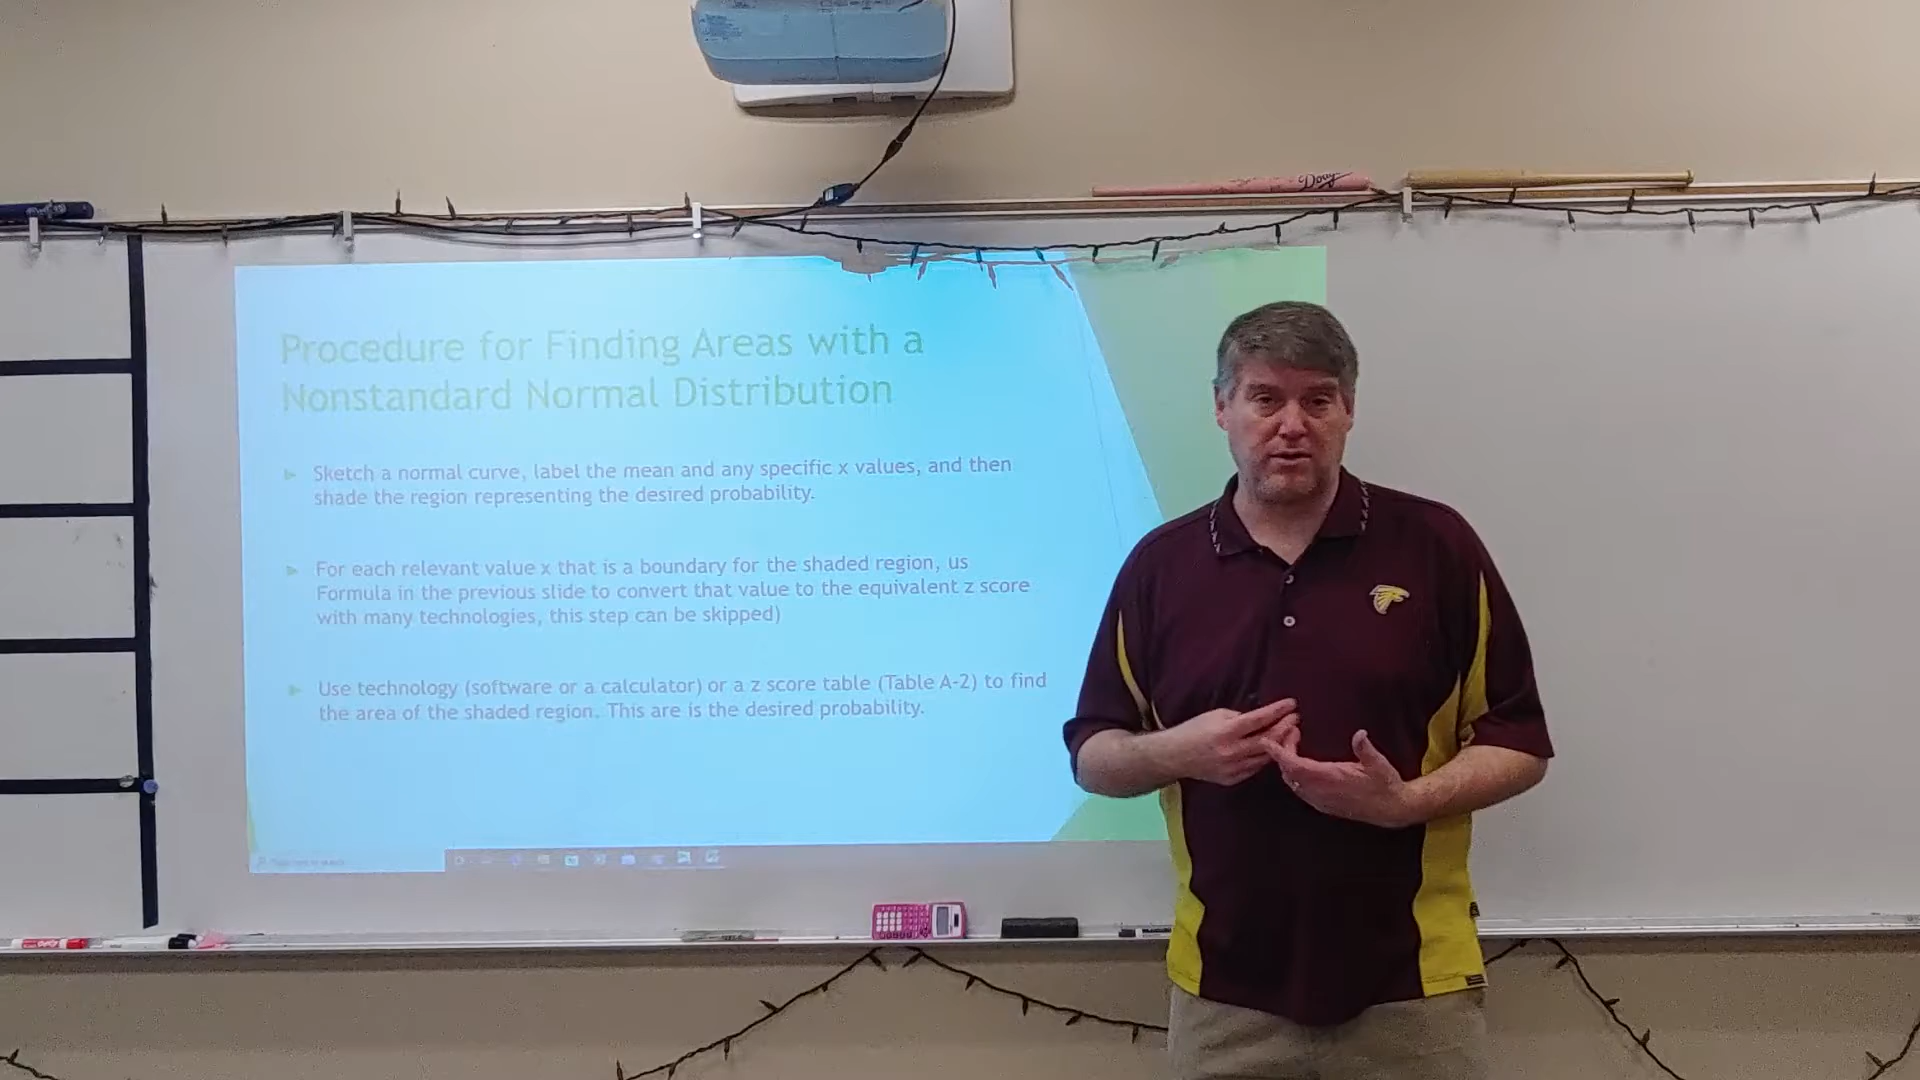 Doug
Procedure for Finding Areas with a
Nonstandard Normal Distribution
Sketch a normal curve, label the mean and any specific x values, and then
shade the region representing the desired probability.
For each relevant value x that is a boundary for the shaded region, us
Formula in the previous slide to convert that value to the equivalent z score
with many technologies, this step can be skipped)
Use technology (software or a calculator) or a z score table (Table A-2) to find
the area of the shaded region. This are is the desired probability.